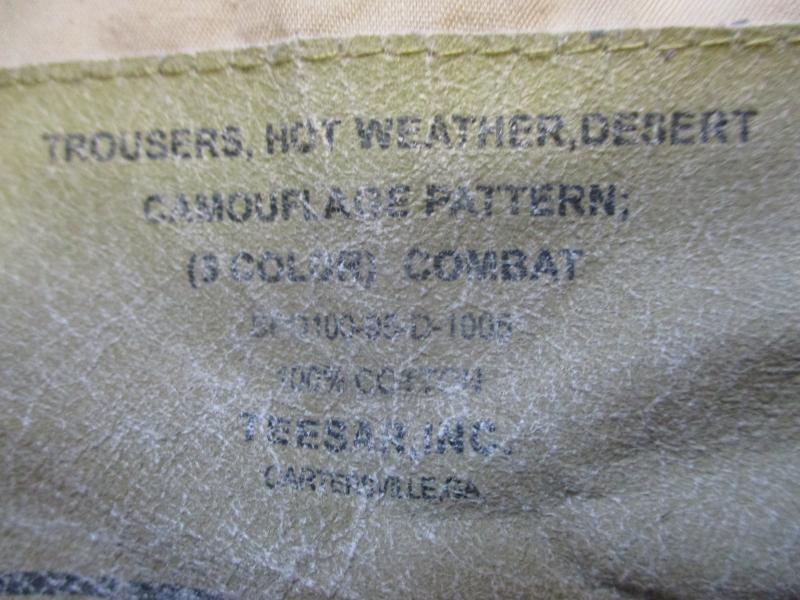 TROUSERS, HOT WEATHER,DESERT
CAMOUFLAGE PATTERN;
(3 COLOR) COMBAT
100% COTTON
TEESAR,INC.
CARTERSVILLE,GA.